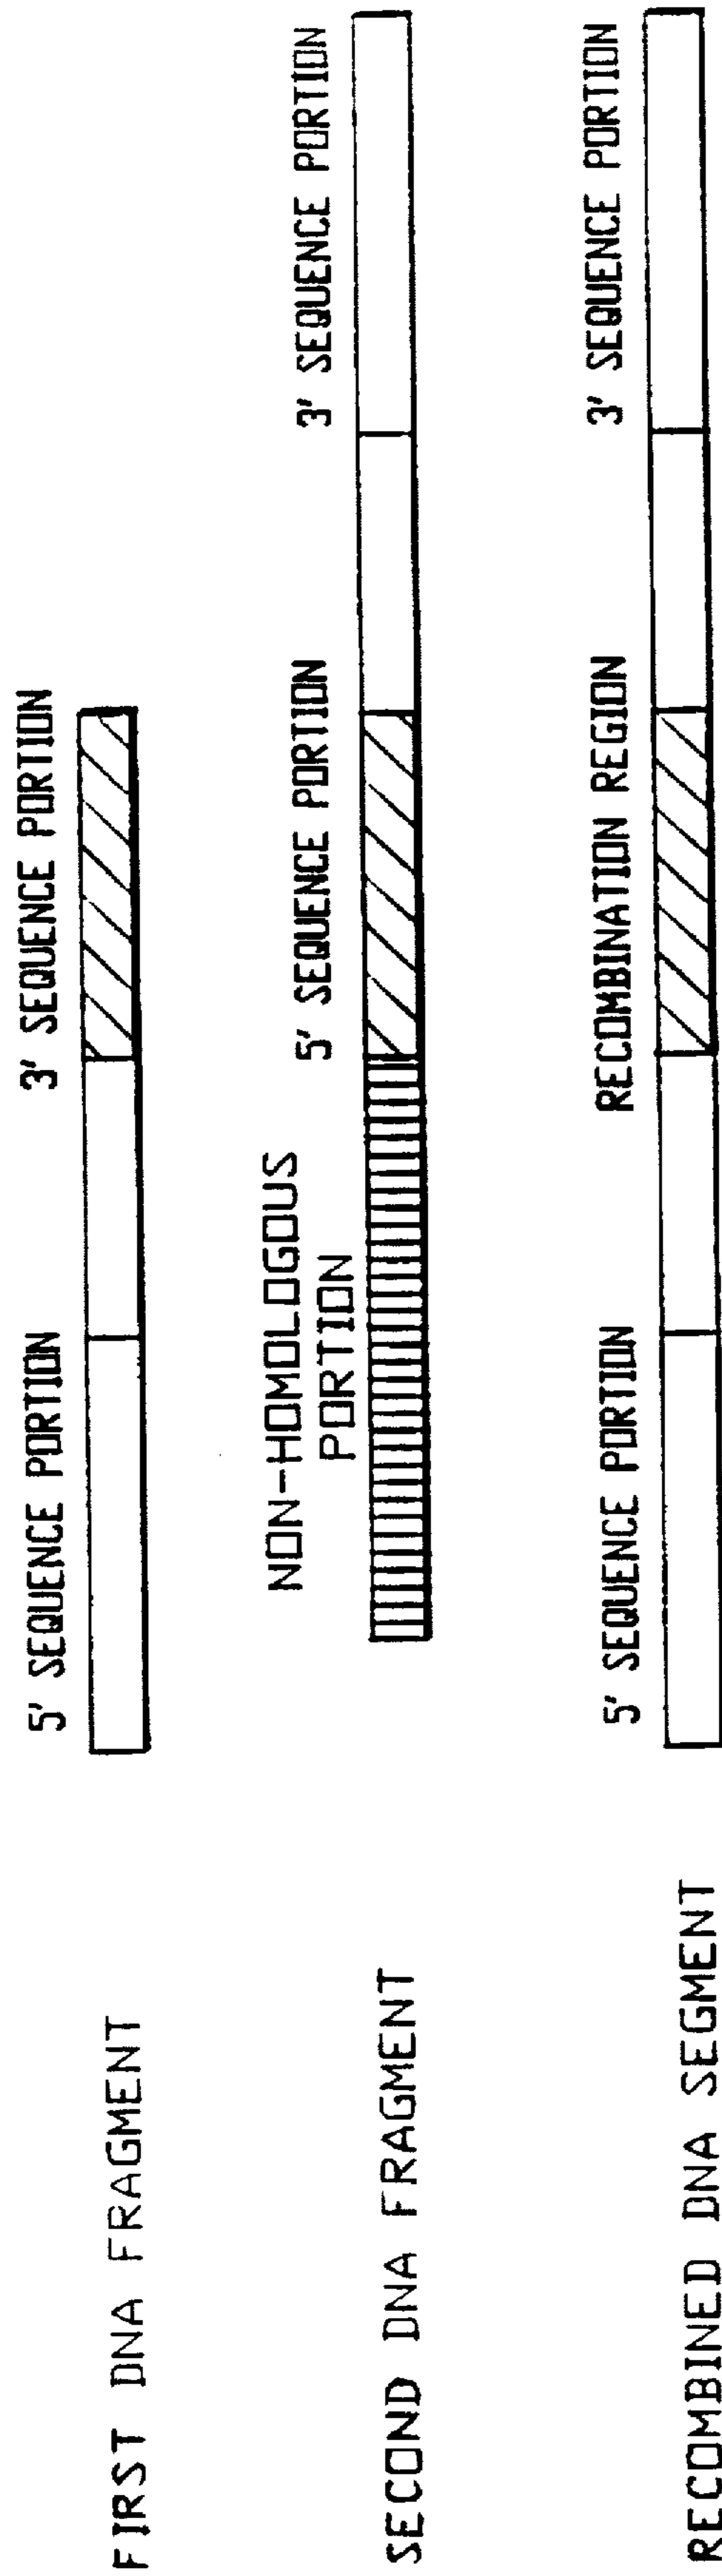 FIRST DNA FRAGMENT
5' SEQUENCE PORTION
3' SEQUENCE PORTION
SECOND DNA FRAGMENT
NON-HOMOLOGOUS
PORTION
5' SEQUENCE PORTION
3' SEQUENCE PORTION
RECOMBINED DNA SEGMENT
5' SEQUENCE PORTION
RECOMBINATION REGION
3' SEQUENCE PORTION